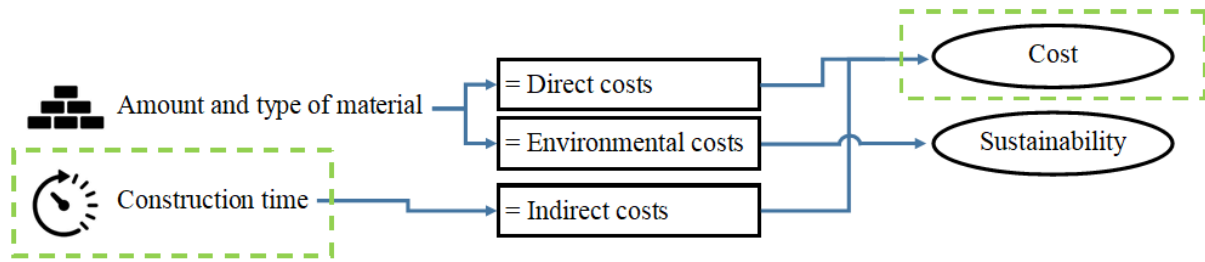 Cost
= Direct costs
Amount and type of material
= Environmental costs
Sustainability
Construction time
= Indirect costs